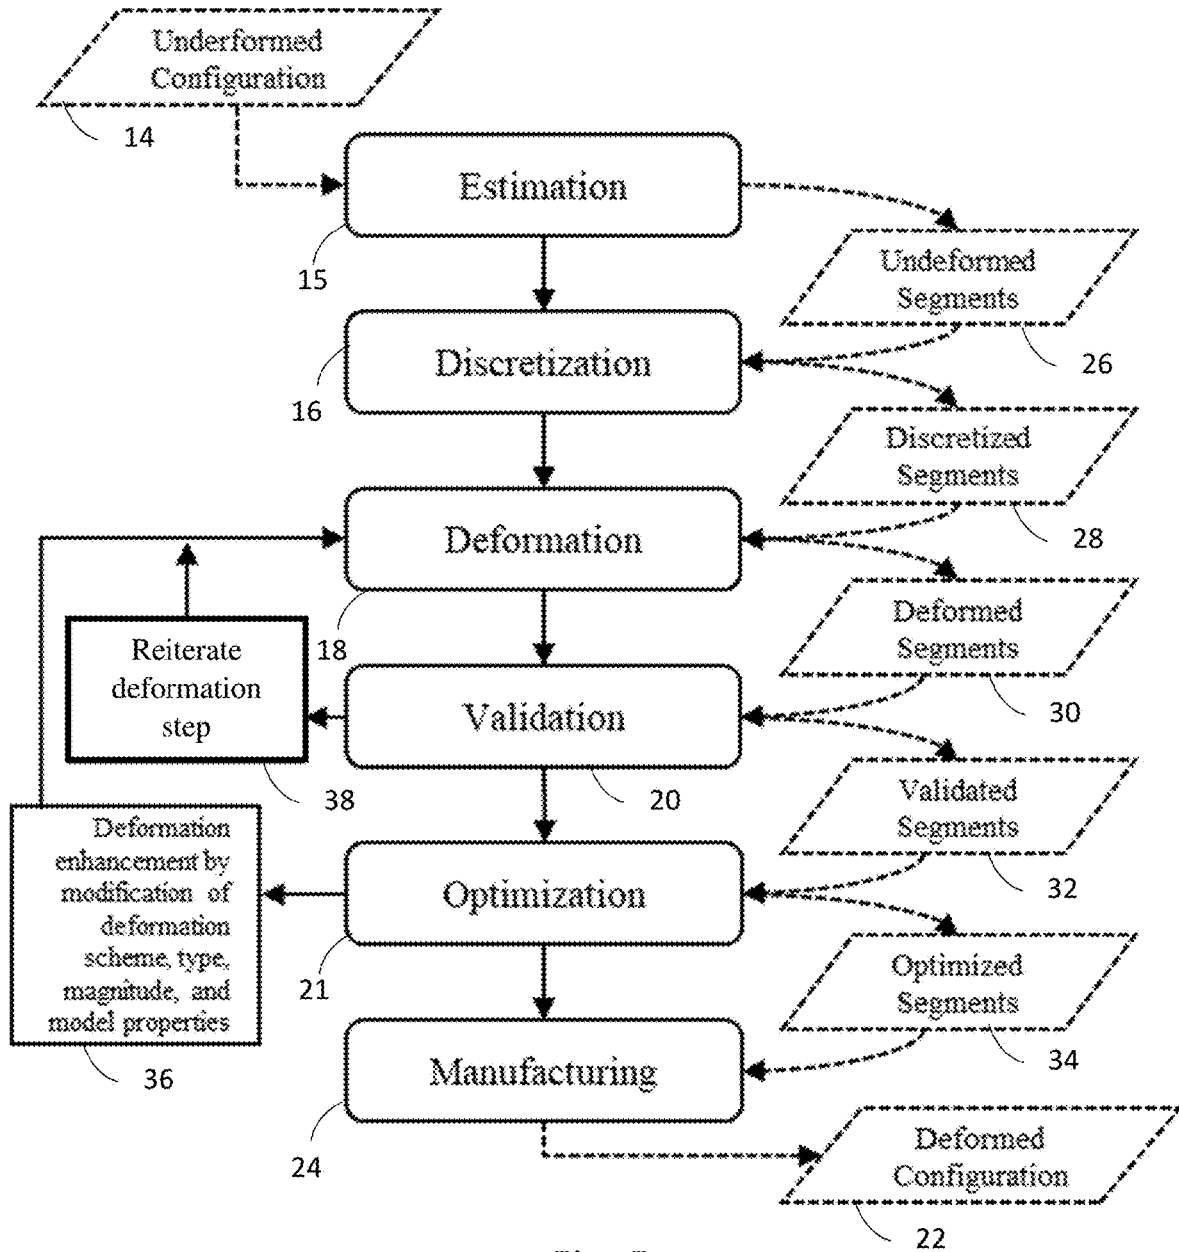 Underformed
Configuration
14
Estimation
15
Undeformed
Segments
26
Discretization
16
Discretized
Segments
28
Deformation
18
Deformed
Segments
30
Reiterate
deformation
step
38
Validation
20
Validated
Segments
32
Deformation
enhancement by
modification of
deformation
scheme, type,
magnitude, and
model properties
36
Optimization
21
Optimized
Segments
34
Manufacturing
24
Deformed
Configuration
22